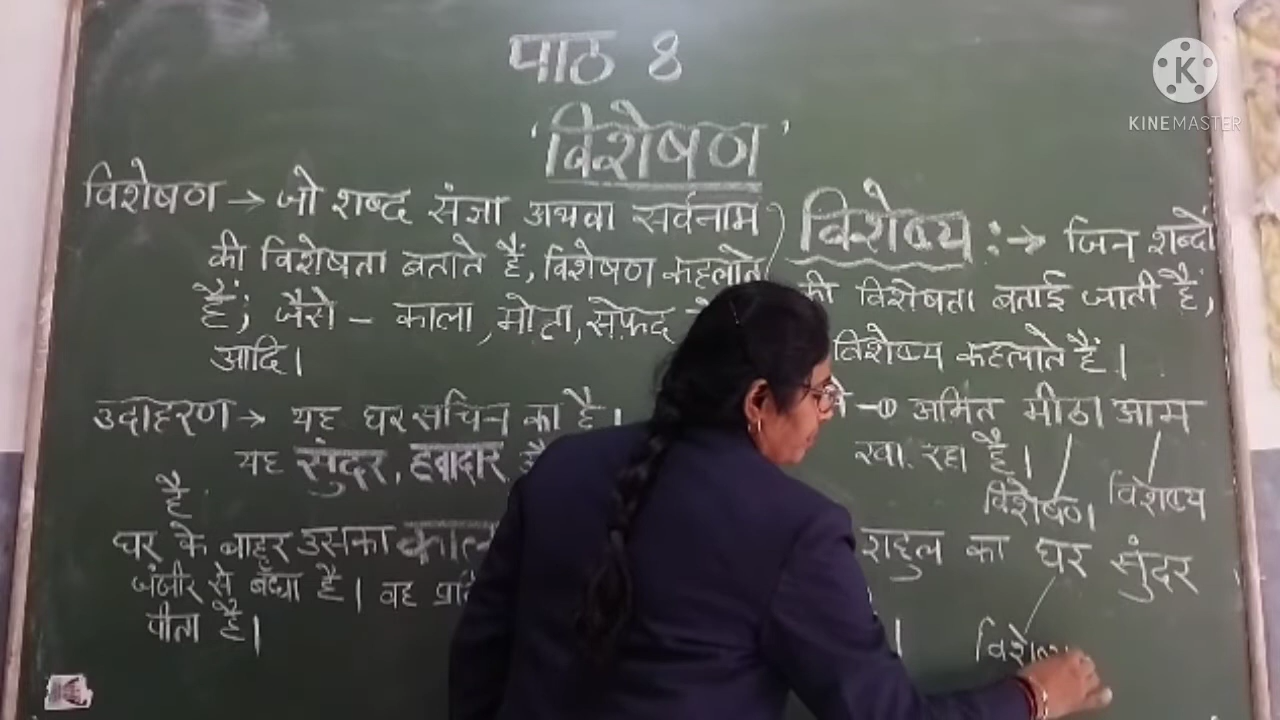 पाठ 8
'विशेषण'
विशेषण → जो शब्द संज्ञा अथवा सर्वनाम
की विशेषता बताते हैं, विशेषण कहलाते
हैं; जैसे - काला, मोटा, सफ़ेद
आदि।
उदाहरण → यह घर सचिन का है।
यह सुंदर, हवादार
है
घर के बाहर उसका
जंजीर से बंधा है। वह
पीता है।
विशेष्य :→ जिन शब्दों
की विशेषता बताई जाती है,
विशेष्य कहलाते हैं।
① अमित मीठा आम
खा रहा है।
विशेषण विशेष्य
राहुल का घर सुंदर
KINEMASTER